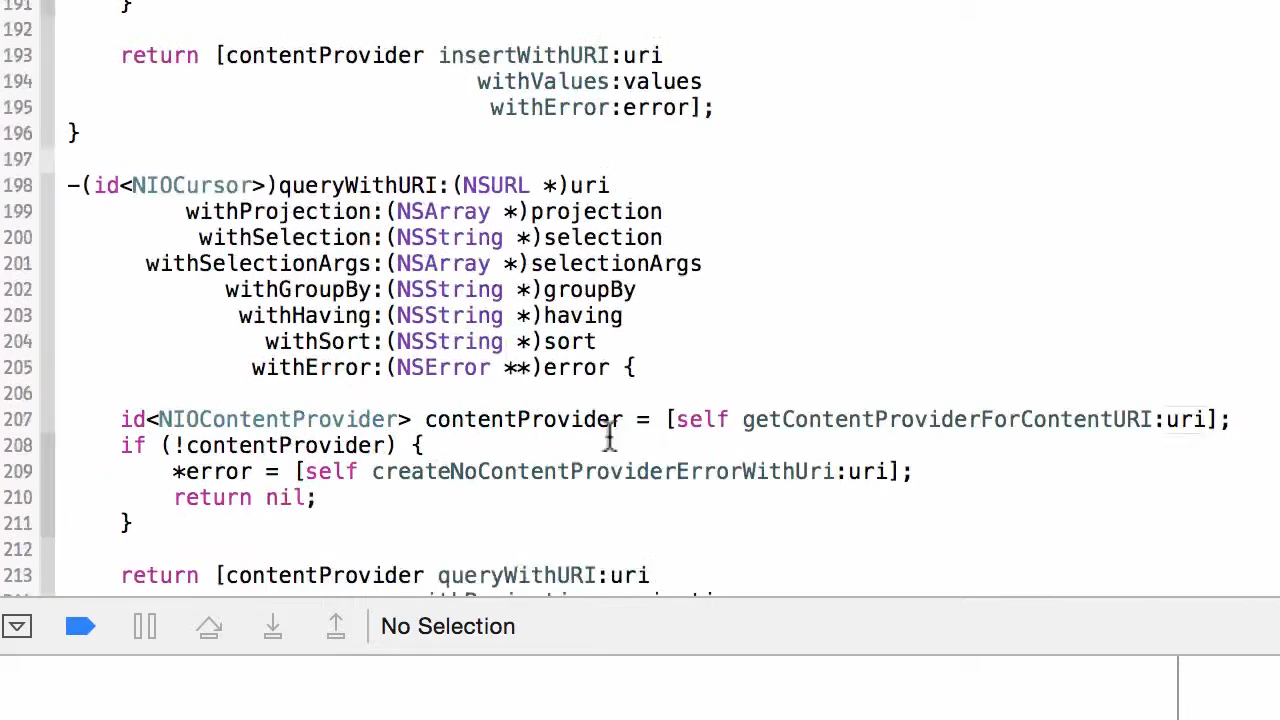 191 }
192
193 return [contentProvider insertWithURI:uri
194 withValues:values
195 withError:error];
196 }
197
198 -(id<NIOCursor>)queryWithURI:(NSURL *)uri
199 withProjection:(NSArray *)projection
200 withSelection:(NSString *)selection
201 withSelectionArgs:(NSArray *)selectionArgs
202 withGroupBy:(NSString *)groupBy
203 withHaving:(NSString *)having
204 withSort:(NSString *)sort
205 withError:(NSError **)error {
206
207 id<NIOContentProvider> contentProvider = [self getContentProviderForContentURI:uri];
208 if (!contentProvider) {
209 *error = [self createNoContentProviderErrorWithUri:uri];
210 return nil;
211 }
212
213 return [contentProvider queryWithURI:uri
No Selection